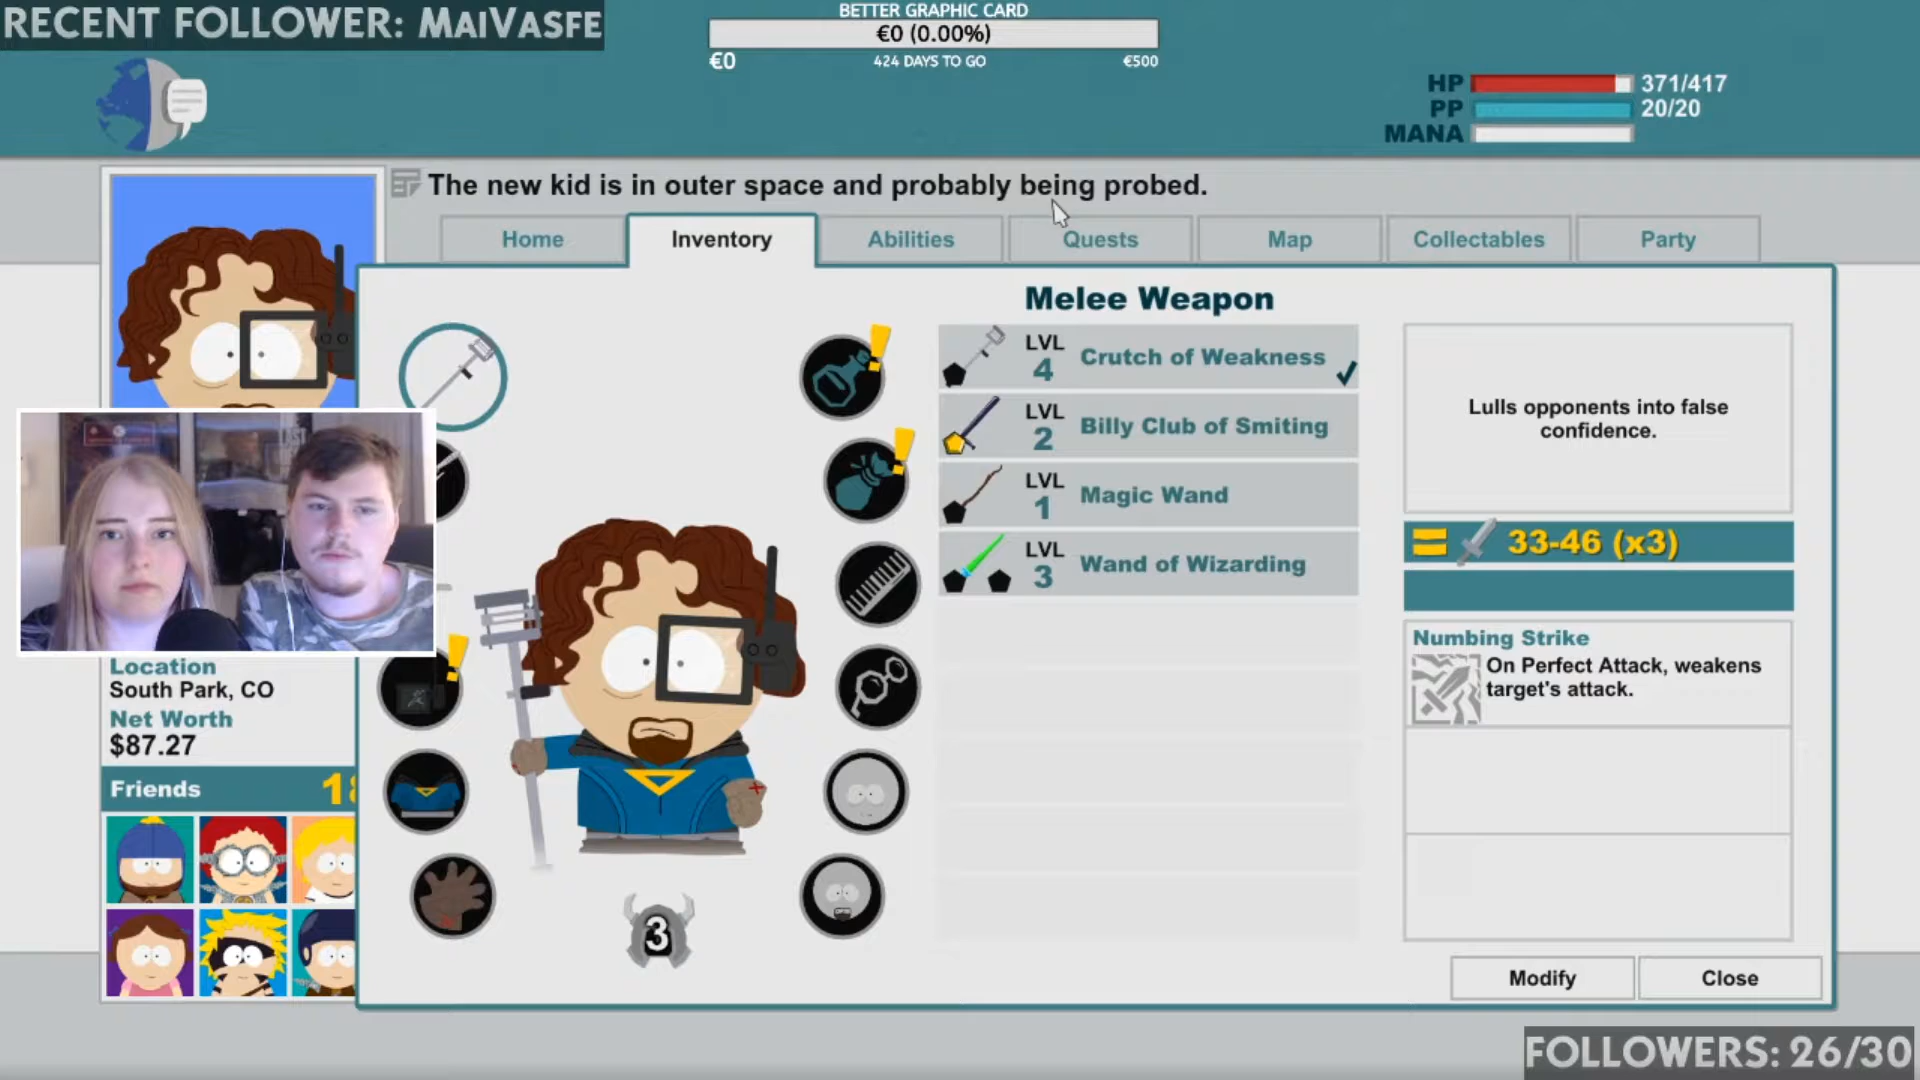 RECENT FOLLOWER: MAIVASFE
BETTER GRAPHIC CARD
€0 (0.00%)
€0
424 DAYS TO GO
€500
HP 371/417
PP 20/20
MANA
The new kid is in outer space and probably being probed.
Home
Inventory
Abilities
Quests
Map
Collectables
Party
Melee Weapon
LVL 4 Crutch of Weakness
LVL 2 Billy Club of Smiting
LVL 1 Magic Wand
LVL 3 Wand of Wizarding
Lulls opponents into false
confidence.
= 33-46 (x3)
Numbing Strike
On Perfect Attack, weakens
target's attack.
Location
South Park, CO
Net Worth
$87.27
Friends
3
Modify
Close
FOLLOWERS: 26/30